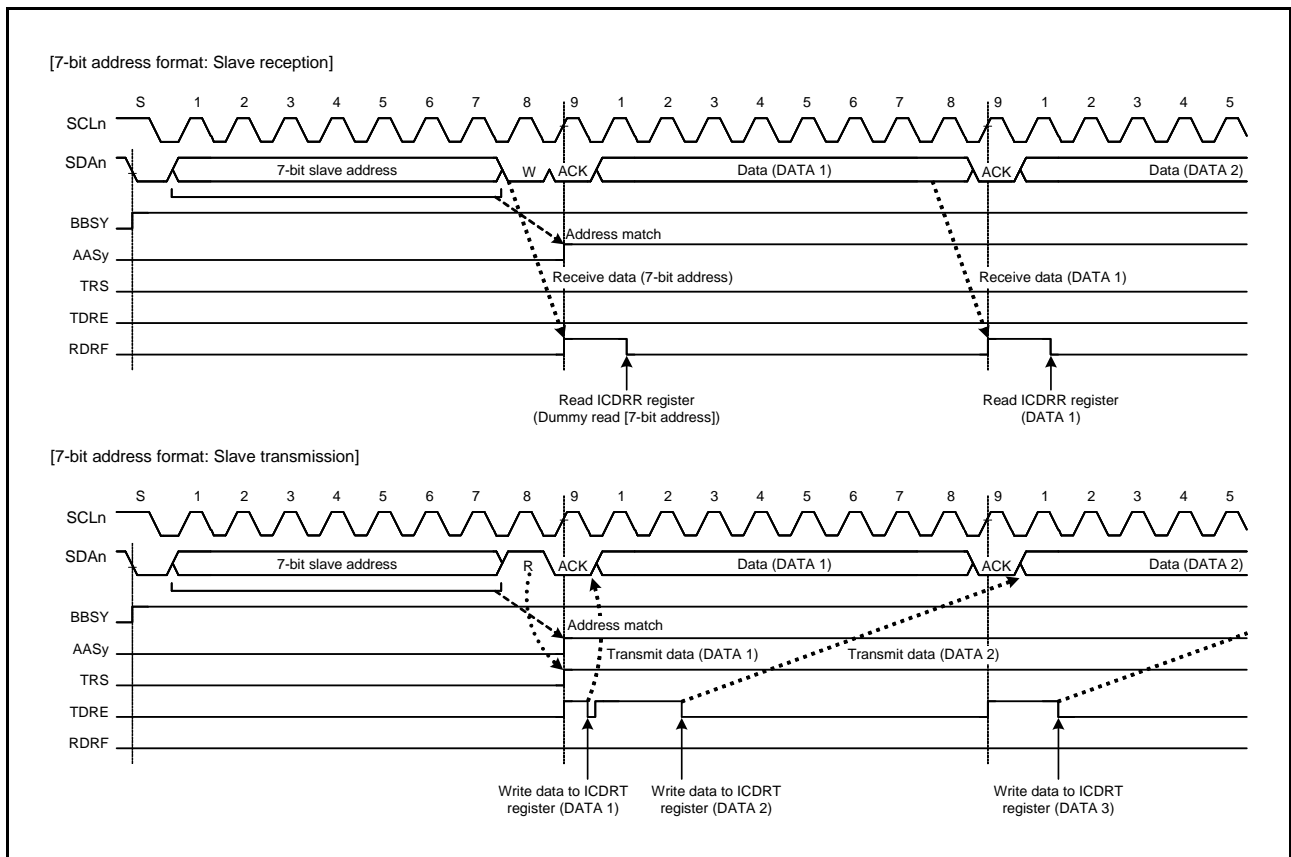 [7-bit address format: Slave reception]
S 1 2 3 4 5 6 7 8 9 1 2 3 4 5 6 7 8 9 1 2 3 4 5
SCLn
SDAn 7-bit slave address W ACK Data (DATA 1) ACK Data (DATA 2)
BBSY
Address match
AASy
Receive data (7-bit address) Receive data (DATA 1)
TRS
TDRE
RDRF
Read ICDRR register Read ICDRR register
(Dummy read [7-bit address]) (DATA 1)
[7-bit address format: Slave transmission]
S 1 2 3 4 5 6 7 8 9 1 2 3 4 5 6 7 8 9 1 2 3 4 5
SCLn
SDAn 7-bit slave address R ACK Data (DATA 1) ACK Data (DATA 2)
BBSY
Address match
AASy
Transmit data (DATA 1) Transmit data (DATA 2)
TRS
TDRE
RDRF
Write data to ICDRT Write data to ICDRT Write data to ICDRT
register (DATA 1) register (DATA 2) register (DATA 3)